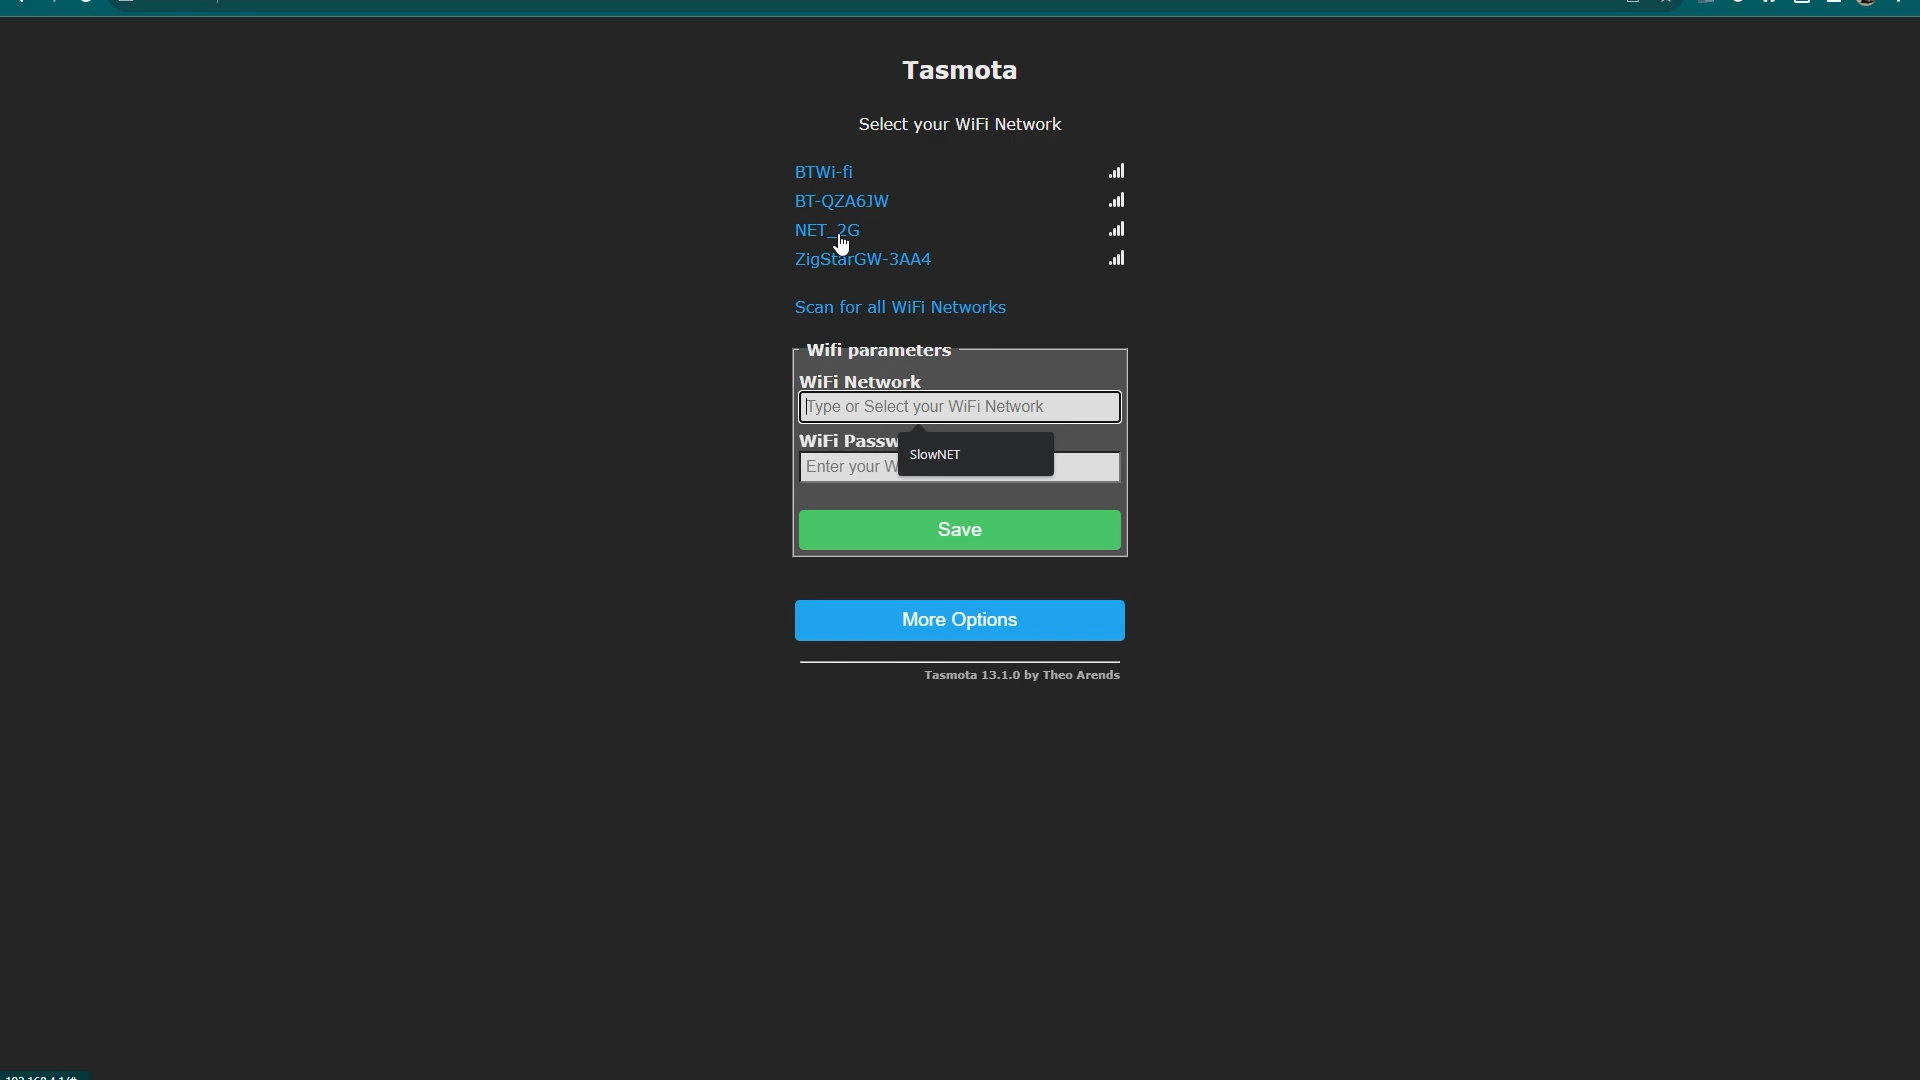 Tasmota
Select your WiFi Network
BTWi-fi
BT-QZA6JW
NET_2G
ZigStarGW-3AA4
Scan for all WiFi Networks
Wifi parameters
WiFi Network
Type or Select your WiFi Network
WiFi Passw
SlowNET
Enter your W
Save
More Options
Tasmota 13.1.0 by Theo Arends